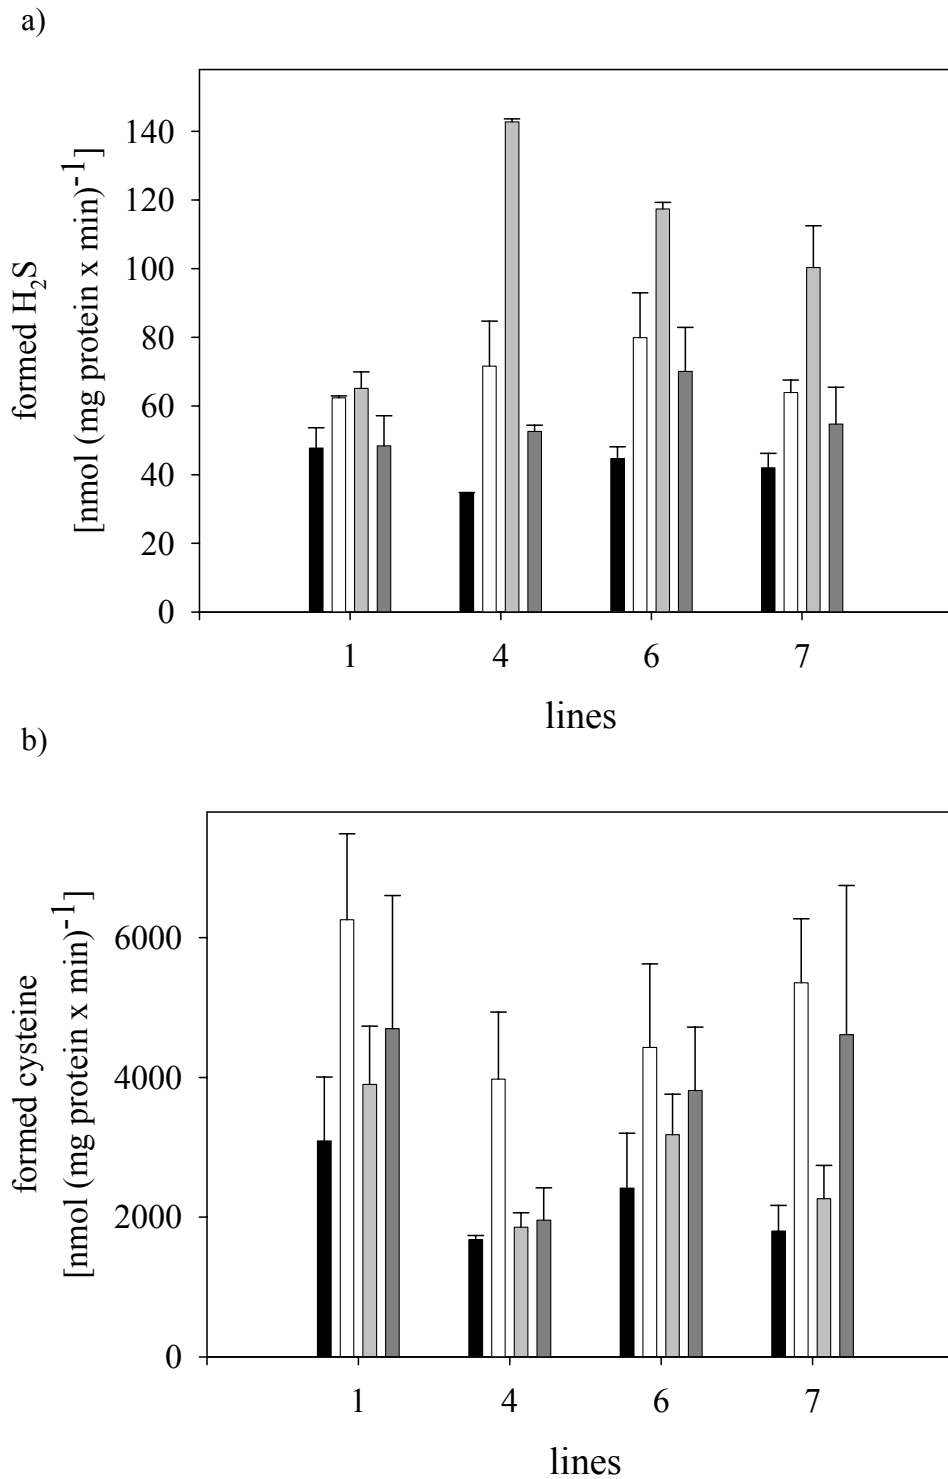 a)
formed H₂S
[nmol (mg protein x min)⁻¹]
140
120
100
80
60
40
20
0
1 4 6 7
lines
b)
formed cysteine
[nmol (mg protein x min)⁻¹]
6000
4000
2000
0
1 4 6 7
lines